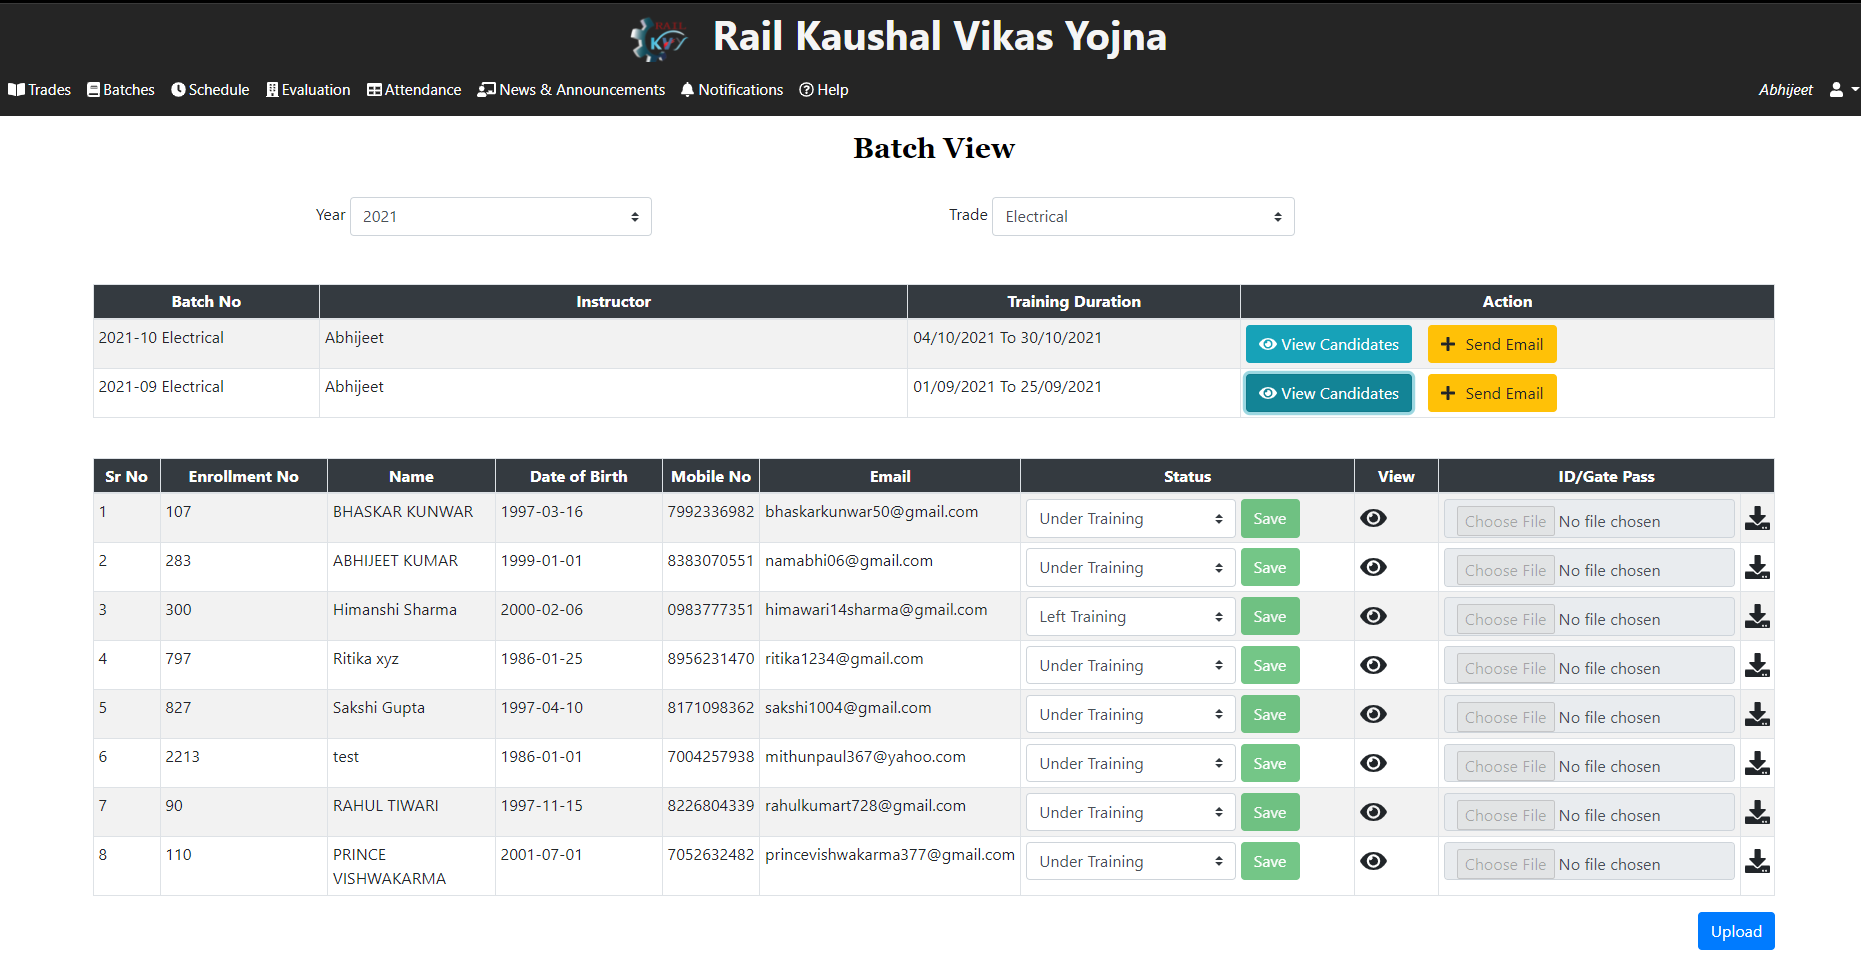 RAIL
KVY
Rail Kaushal Vikas Yojna
Trades Batches Schedule Evaluation Attendance News & Announcements Notifications Help Abhijeet
Batch View
Year 2021 Trade Electrical
Batch No Instructor Training Duration Action
2021-10 Electrical Abhijeet 04/10/2021 To 30/10/2021 View Candidates Send Email
2021-09 Electrical Abhijeet 01/09/2021 To 25/09/2021 View Candidates Send Email
Sr No Enrollment No Name Date of Birth Mobile No Email Status View ID/Gate Pass
1 107 BHASKAR KUNWAR 1997-03-16 7992336982 bhaskarkunwar50@gmail.com Under Training Save Choose File No file chosen
2 283 ABHIJEET KUMAR 1999-01-01 8383070551 namabhi06@gmail.com Under Training Save Choose File No file chosen
3 300 Himanshi Sharma 2000-02-06 0983777351 himawari14sharma@gmail.com Left Training Save Choose File No file chosen
4 797 Ritika xyz 1986-01-25 8956231470 ritika1234@gmail.com Under Training Save Choose File No file chosen
5 827 Sakshi Gupta 1997-04-10 8171098362 sakshi1004@gmail.com Under Training Save Choose File No file chosen
6 2213 test 1986-01-01 7004257938 mithunpaul367@yahoo.com Under Training Save Choose File No file chosen
7 90 RAHUL TIWARI 1997-11-15 8226804339 rahulkumart728@gmail.com Under Training Save Choose File No file chosen
8 110 PRINCE VISHWAKARMA 2001-07-01 7052632482 princevishwakarma377@gmail.com Under Training Save Choose File No file chosen
Upload